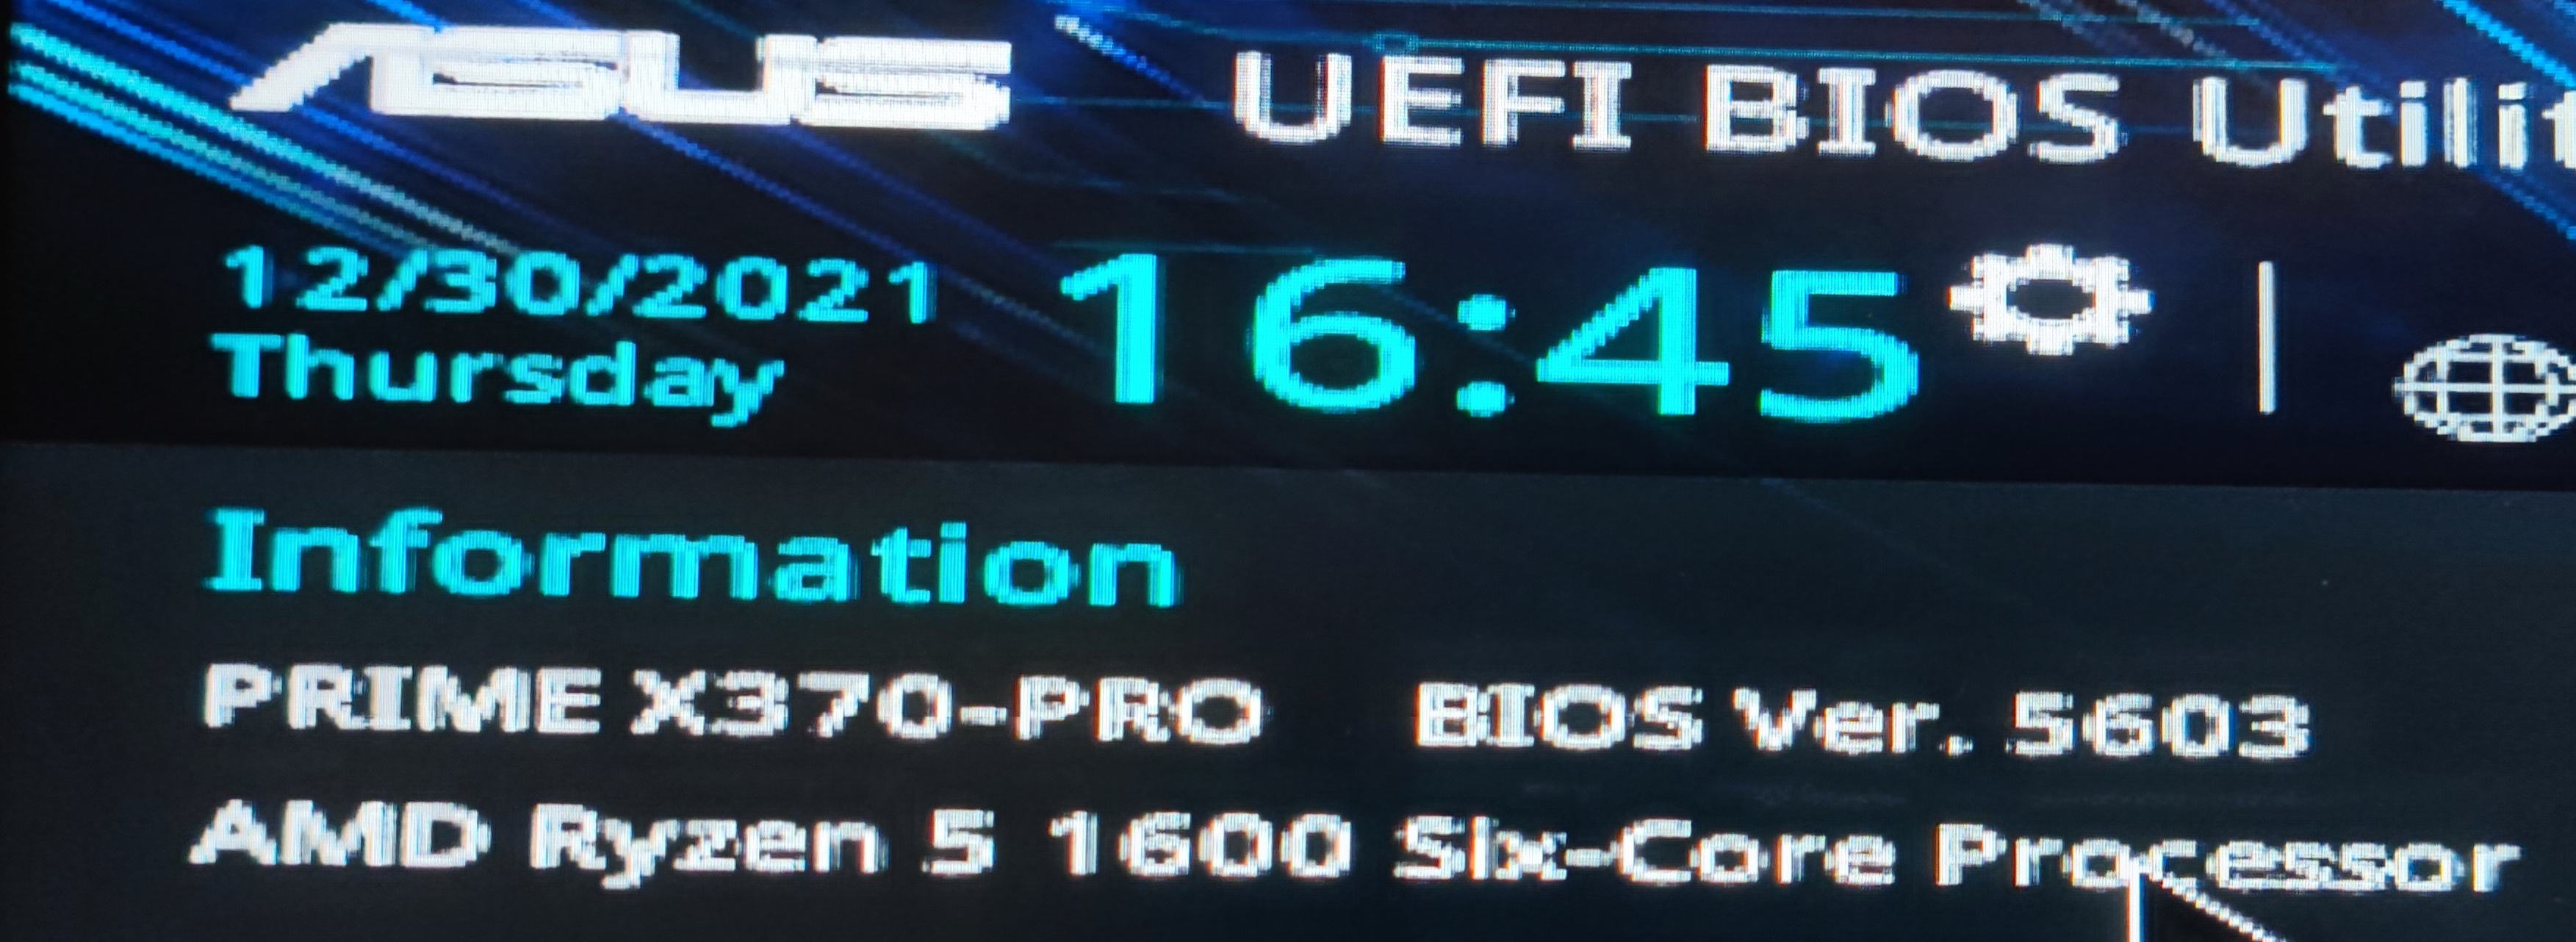 ASUS UEFI BIOS Utilit
12/30/2021 16:45
Thursday
Information
PRIME X370-PRO BIOS Ver. 5603
AMD Ryzen 5 1600 SIx-Core Processor